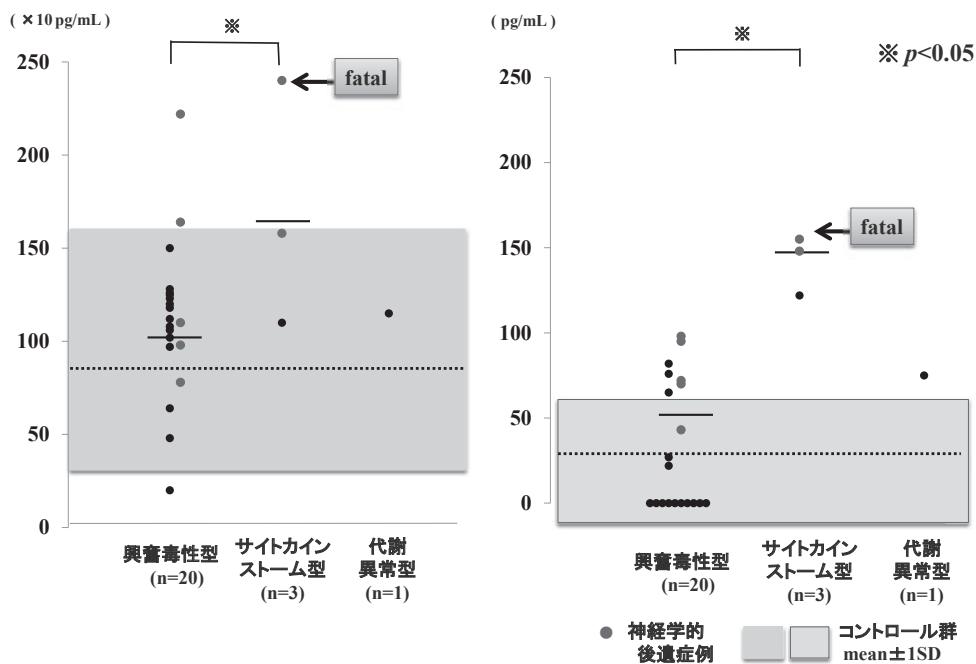 ( ×10 pg/mL)
※
250
fatal
200
150
100
50
0
興奮毒性型
(n=20)
サイトカイン
ストーム型
(n=3)
代謝
異常型
(n=1)
(pg/mL)
※
※ p<0.05
250
200
fatal
150
100
50
0
興奮毒性型
(n=20)
サイトカイン
ストーム型
(n=3)
代謝
異常型
(n=1)
神経学的
後遺症例
コントロール群
mean±1SD